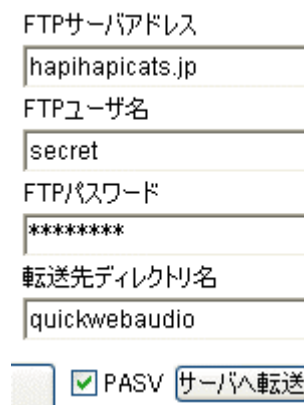 FTPサーバアドレス
hapihapicats.jp
FTPユーザ名
secret
FTPパスワード
********
転送先ディレクトリ名
quickwebaudio
PASV サーバへ転送